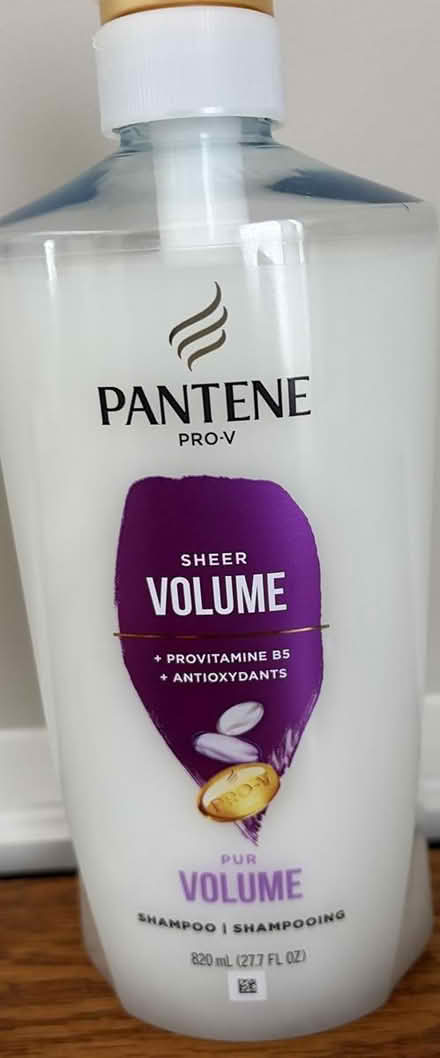 PANTENE
PRO-V
SHEER
VOLUME
+ PROVITAMINE B5
+ ANTIOXYDANTS
PRO-V
PUR
VOLUME
SHAMPOO | SHAMPOOING
820 mL (27.7 FL OZ)